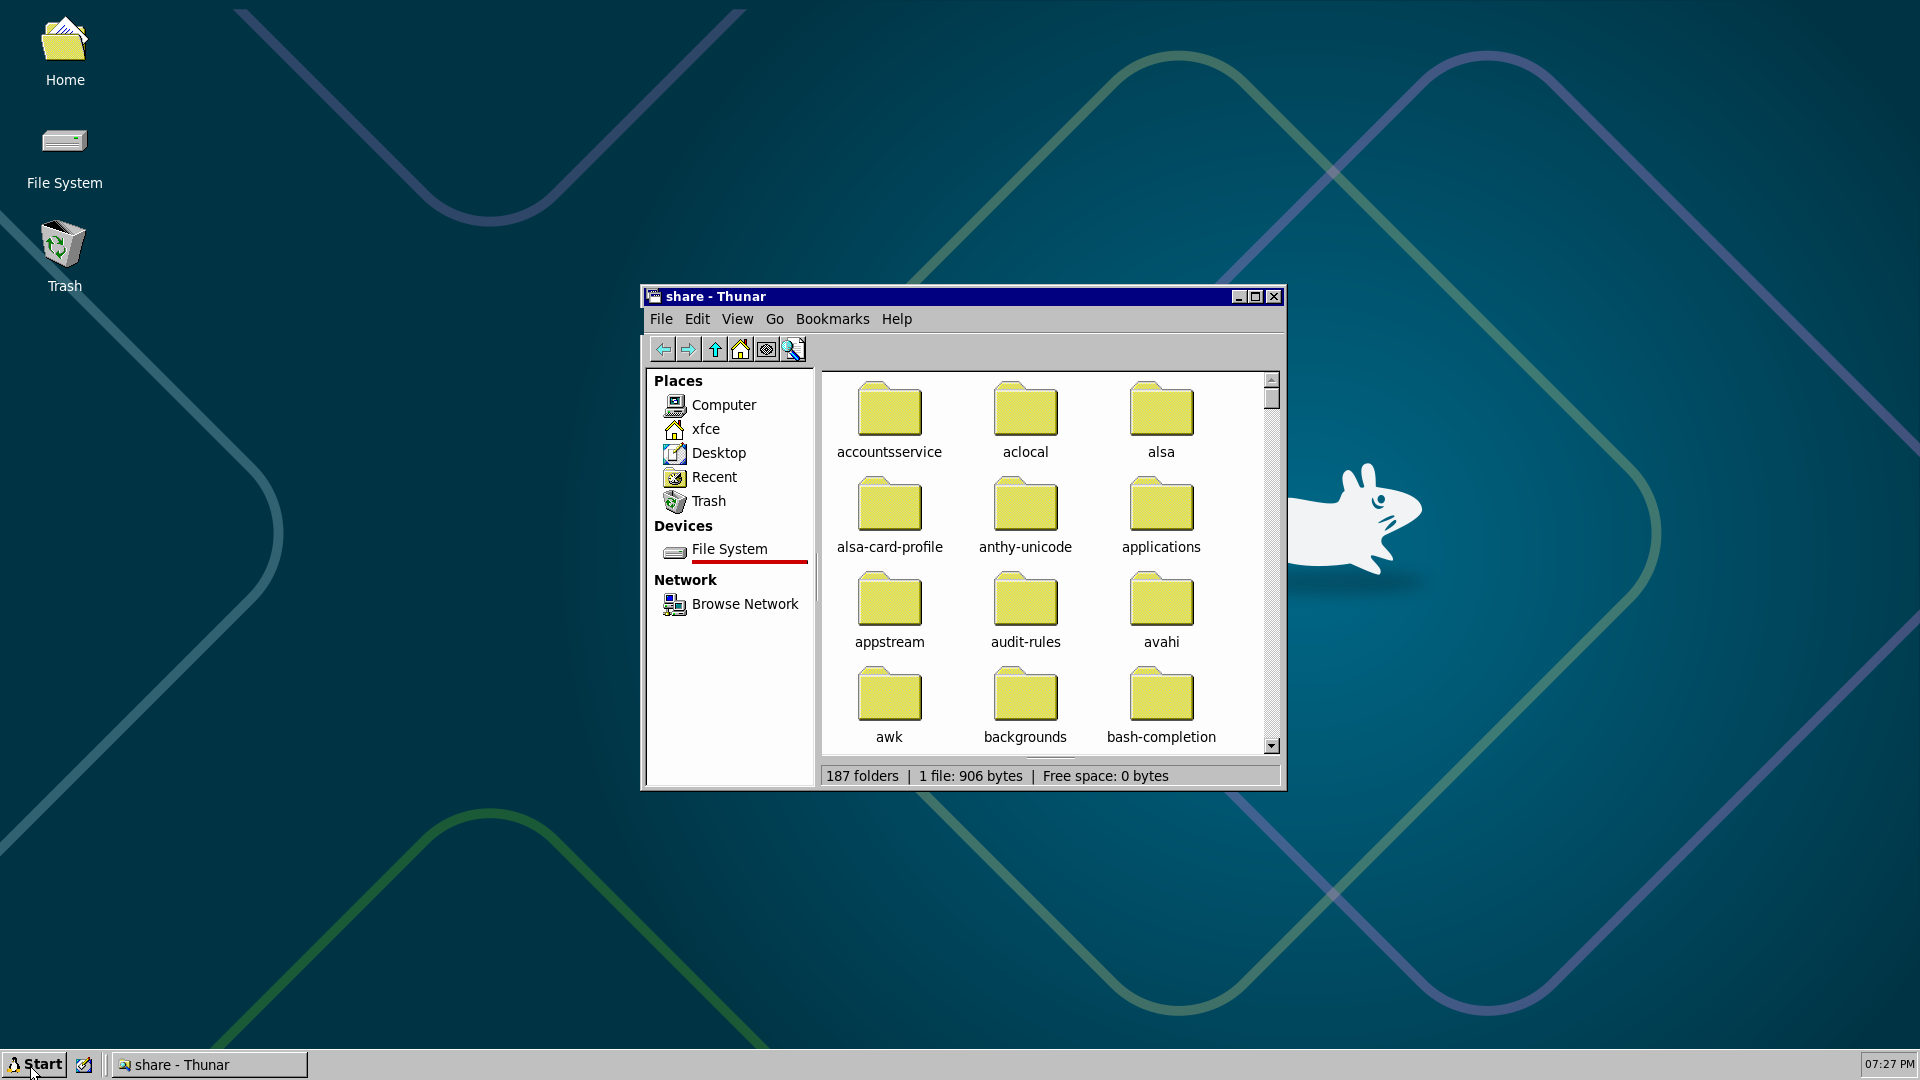 Home
File System
Trash
share - Thunar
File Edit View Go Bookmarks Help
Places
Computer
xfce
Desktop
Recent
Trash
Devices
File System
Network
Browse Network
accountsservice aclocal alsa
alsa-card-profile anthy-unicode applications
appstream audit-rules avahi
awk backgrounds bash-completion
187 folders | 1 file: 906 bytes | Free space: 0 bytes
Start share - Thunar 07:27 PM